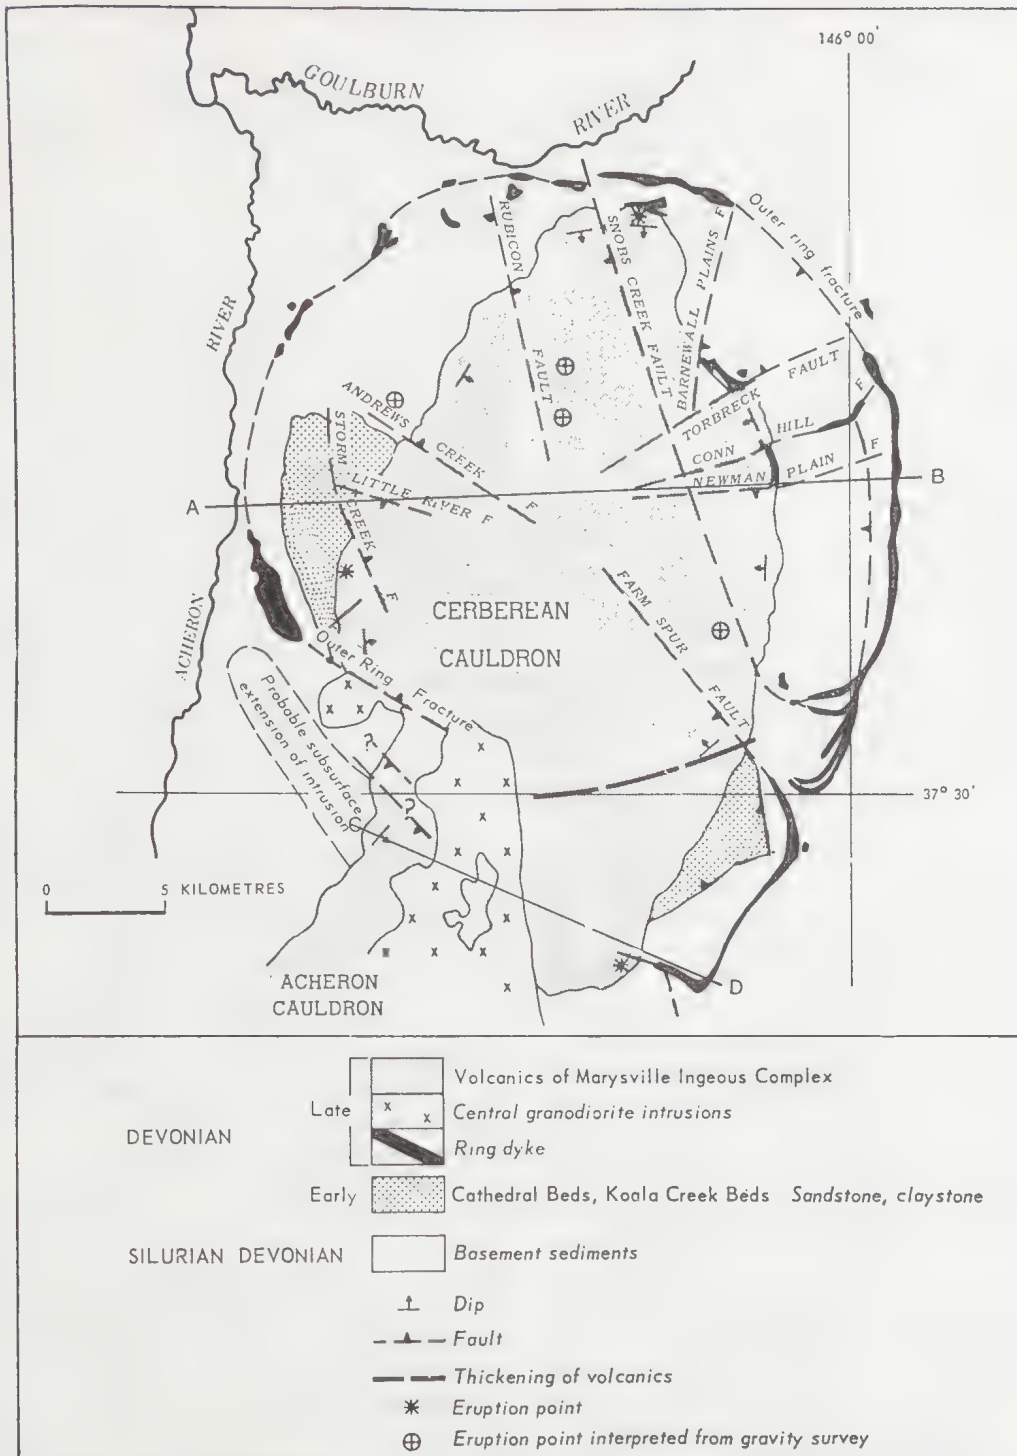 146° 00'
GOULBURN
RIVER
Outer ring fracture
RUBICON
FAULT
SNOBS CREEK FAULT
BARNEWALL PLAINS F
RIVER
ACHERON
ANDREWS
CREEK
F
STORM
CREEK
F
LITTLE RIVER F
TORBRECK FAULT
CONN HILL F
NEWMAN PLAIN F
A
B
CERBEREAN
CAULDRON
FARM SPUR
FAULT
Outer Ring Fracture
Probable subsurface
extension of intrusion
?
?
37° 30'
C
0 5 KILOMETRES
ACHERON
CAULDRON
D
Late
Volcanics of Marysville Ingeous Complex
x x Central granodiorite intrusions
DEVONIAN
Ring dyke
Early Cathedral Beds, Koala Creek Beds Sandstone, claystone
SILURIAN DEVONIAN Basement sediments
Dip
Fault
Thickening of volcanics
Eruption point
Eruption point interpreted from gravity survey